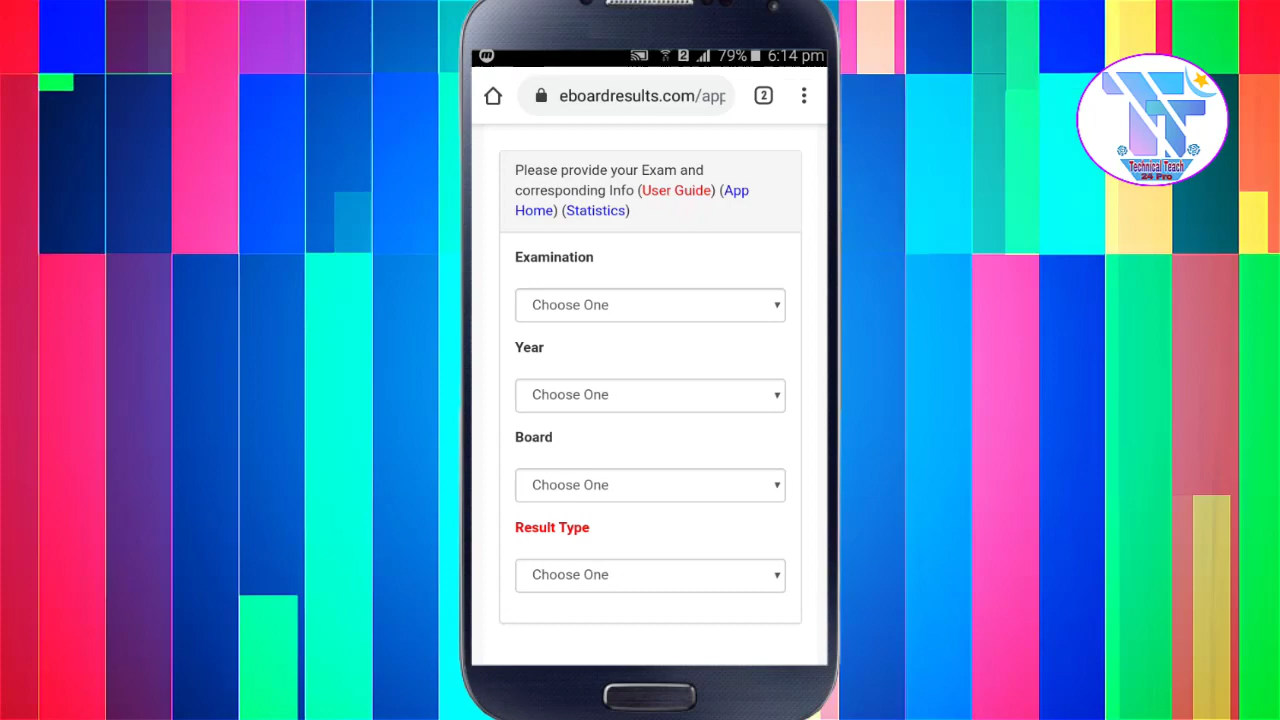 79% 6:14 pm
eboardresults.com/app
2
Please provide your Exam and
corresponding Info (User Guide) (App
Home) (Statistics)
Examination
Choose One
Year
Choose One
Board
Choose One
Result Type
Choose One
TT
Technical Teach
24 Pro